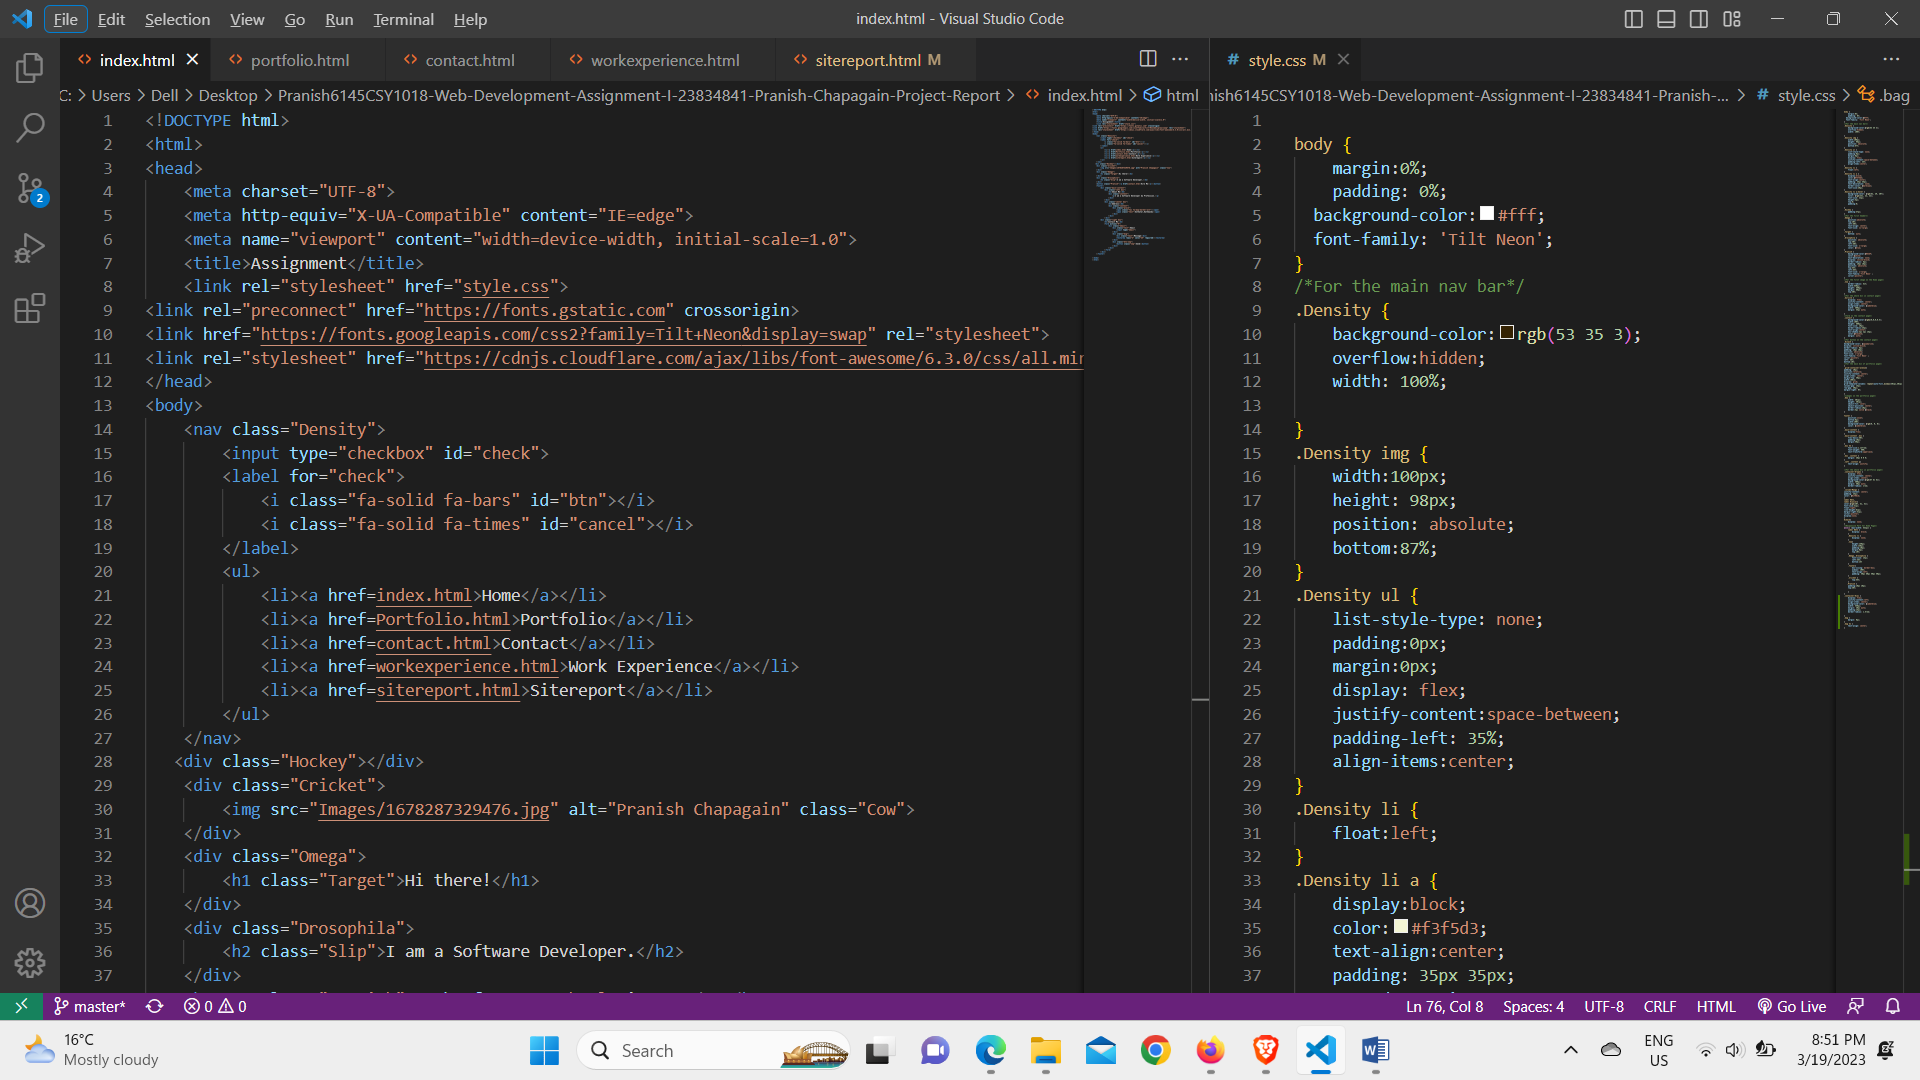 File Edit Selection View Go Run Terminal Help
index.html - Visual Studio Code
index.html
portfolio.html
contact.html
workexperience.html
sitereport.html M
style.css M
C: > Users > Dell > Desktop > Pranish6145CSY1018-Web-Development-Assignment-I-23834841-Pranish-Chapagain-Project-Report > index.html > html
nish6145CSY1018-Web-Development-Assignment-I-23834841-Pranish-... > style.css > .bag
1 <!DOCTYPE html>
2 <html>
3 <head>
4 <meta charset="UTF-8">
5 <meta http-equiv="X-UA-Compatible" content="IE=edge">
6 <meta name="viewport" content="width=device-width, initial-scale=1.0">
7 <title>Assignment</title>
8 <link rel="stylesheet" href="style.css">
9 <link rel="preconnect" href="https://fonts.gstatic.com" crossorigin>
10 <link href="https://fonts.googleapis.com/css2?family=Tilt+Neon&display=swap" rel="stylesheet">
11 <link rel="stylesheet" href="https://cdnjs.cloudflare.com/ajax/libs/font-awesome/6.3.0/css/all.min
12 </head>
13 <body>
14 <nav class="Density">
15 <input type="checkbox" id="check">
16 <label for="check">
17 <i class="fa-solid fa-bars" id="btn"></i>
18 <i class="fa-solid fa-times" id="cancel"></i>
19 </label>
20 <ul>
21 <li><a href=index.html>Home</a></li>
22 <li><a href=Portfolio.html>Portfolio</a></li>
23 <li><a href=contact.html>Contact</a></li>
24 <li><a href=workexperience.html>Work Experience</a></li>
25 <li><a href=sitereport.html>Sitereport</a></li>
26 </ul>
27 </nav>
28 <div class="Hockey"></div>
29 <div class="Cricket">
30 <img src="Images/1678287329476.jpg" alt="Pranish Chapagain" class="Cow">
31 </div>
32 <div class="Omega">
33 <h1 class="Target">Hi there!</h1>
34 </div>
35 <div class="Drosophila">
36 <h2 class="Slip">I am a Software Developer.</h2>
37 </div>
1
2 body {
3 margin:0%;
4 padding: 0%;
5 background-color: #fff;
6 font-family: 'Tilt Neon';
7 }
8 /*For the main nav bar*/
9 .Density {
10 background-color: rgb(53 35 3);
11 overflow:hidden;
12 width: 100%;
13
14 }
15 .Density img {
16 width:100px;
17 height: 98px;
18 position: absolute;
19 bottom:87%;
20 }
21 .Density ul {
22 list-style-type: none;
23 padding:0px;
24 margin:0px;
25 display: flex;
26 justify-content:space-between;
27 padding-left: 35%;
28 align-items:center;
29 }
30 .Density li {
31 float:left;
32 }
33 .Density li a {
34 display:block;
35 color: #f3f5d3;
36 text-align:center;
37 padding: 35px 35px;
2
master* 0 0
Ln 76, Col 8 Spaces: 4 UTF-8 CRLF HTML Go Live
16°C
Mostly cloudy
Search
ENG
US
8:51 PM
3/19/2023